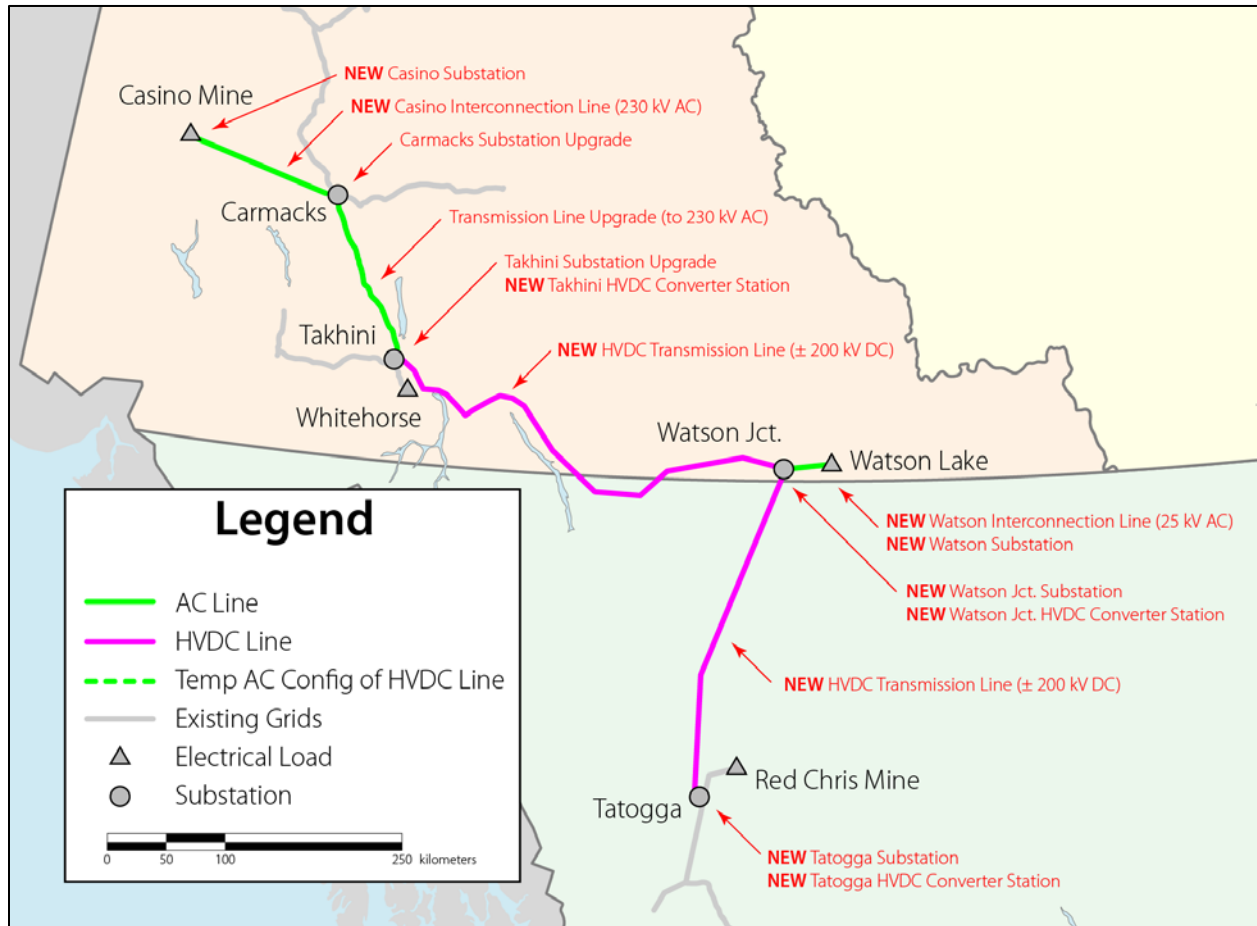 NEW Casino Substation
Casino Mine
NEW Casino Interconnection Line (230 kV AC)
Carmacks Substation Upgrade
Carmacks
Transmission Line Upgrade (to 230 kV AC)
Takhini Substation Upgrade
NEW Takhini HVDC Converter Station
Takhini
NEW HVDC Transmission Line (± 200 kV DC)
Whitehorse
Watson Jct.
Watson Lake
NEW Watson Interconnection Line (25 kV AC)
NEW Watson Substation
NEW Watson Jct. Substation
NEW Watson Jct. HVDC Converter Station
NEW HVDC Transmission Line (± 200 kV DC)
Red Chris Mine
Tatogga
NEW Tatogga Substation
NEW Tatogga HVDC Converter Station
Legend
AC Line
HVDC Line
Temp AC Config of HVDC Line
Existing Grids
Electrical Load
Substation
0 50 100 250 kilometers